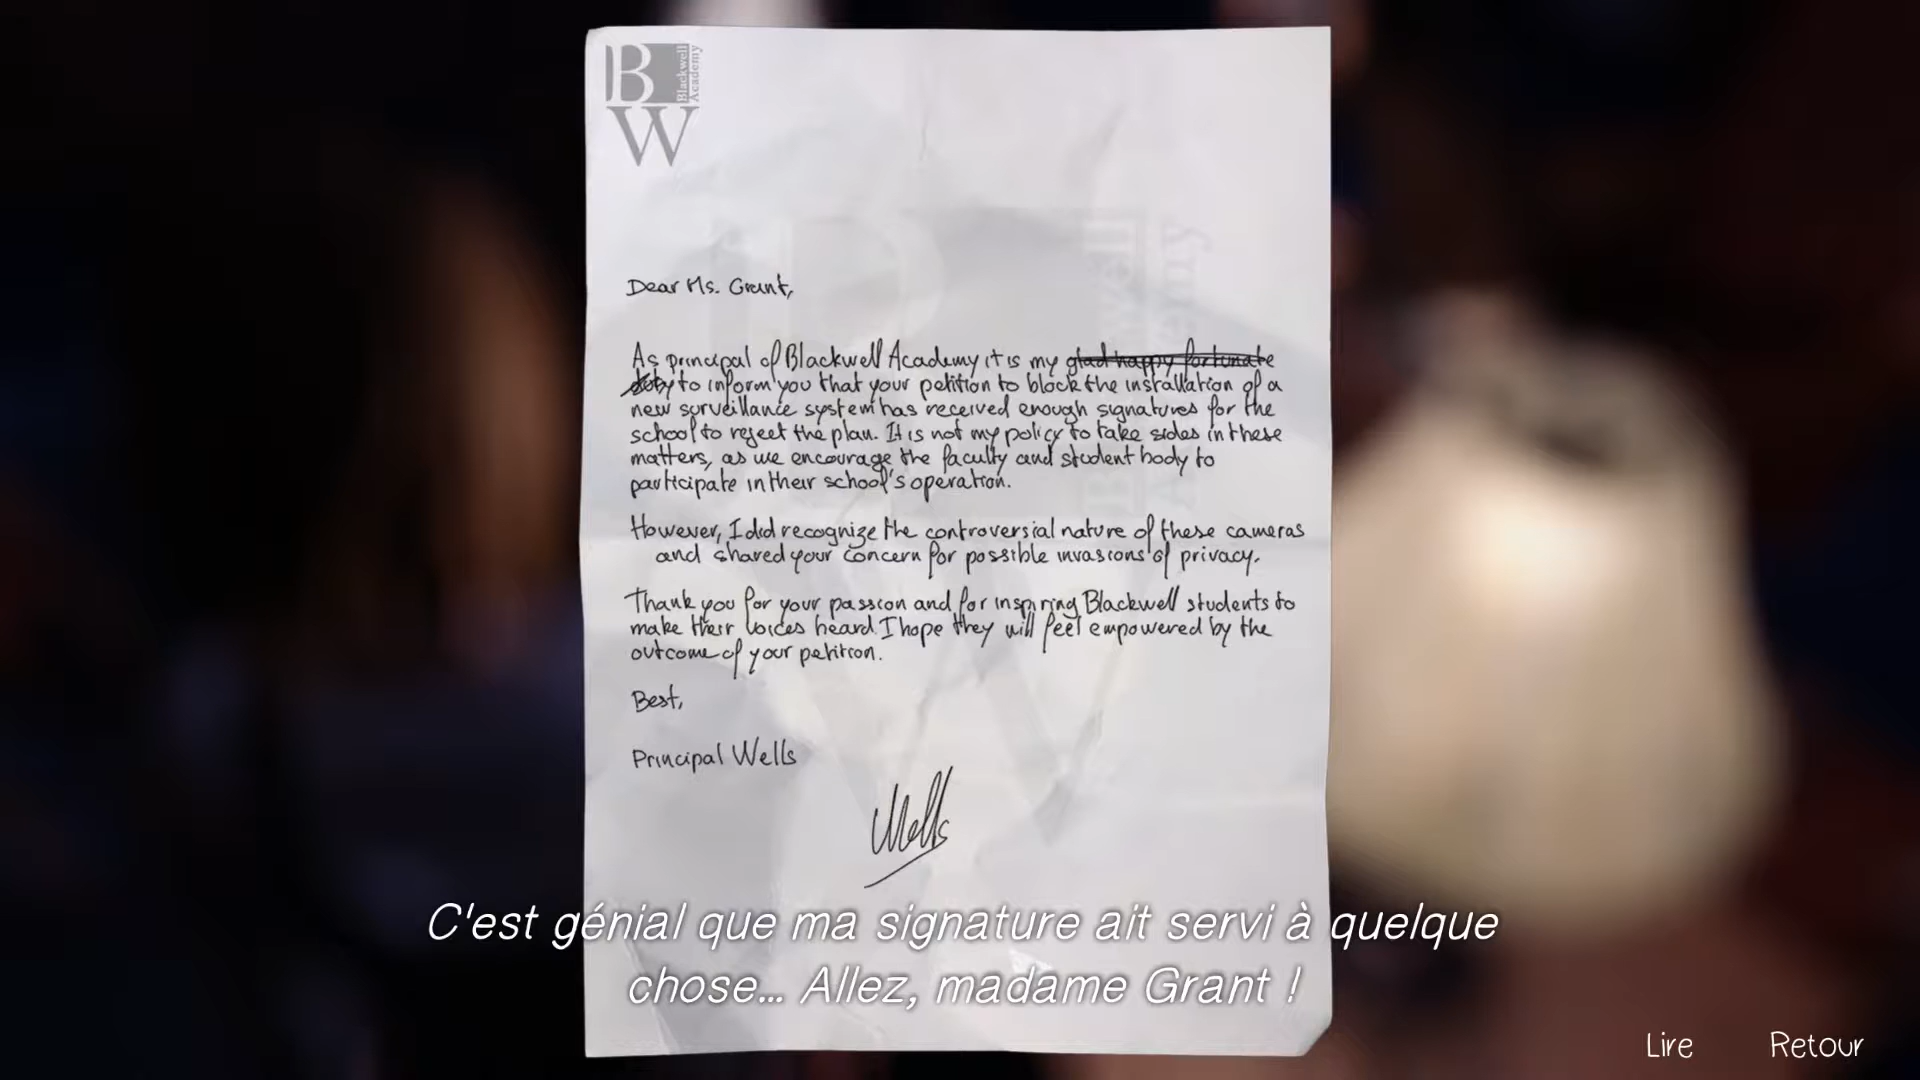 B
Blackwell
Academy
W
Dear Ms. Grant,
As principal of Blackwell Academy it is my glad happy fortunate
duty to inform you that your petition to block the installation of a
new surveillance system has received enough signatures for the
school to reject the plan. It is not my policy to take sides in these
matters, as we encourage the faculty and student body to
participate in their school's operation.
However, I did recognize the controversial nature of these cameras
and shared your concern for possible invasions of privacy.
Thank you for your passion and for inspiring Blackwell students to
make their voices heard. I hope they will feel empowered by the
outcome of your petition.
Best,
Principal Wells
Wells
C'est génial que ma signature ait servi à quelque
chose... Allez, madame Grant !
Lire Retour